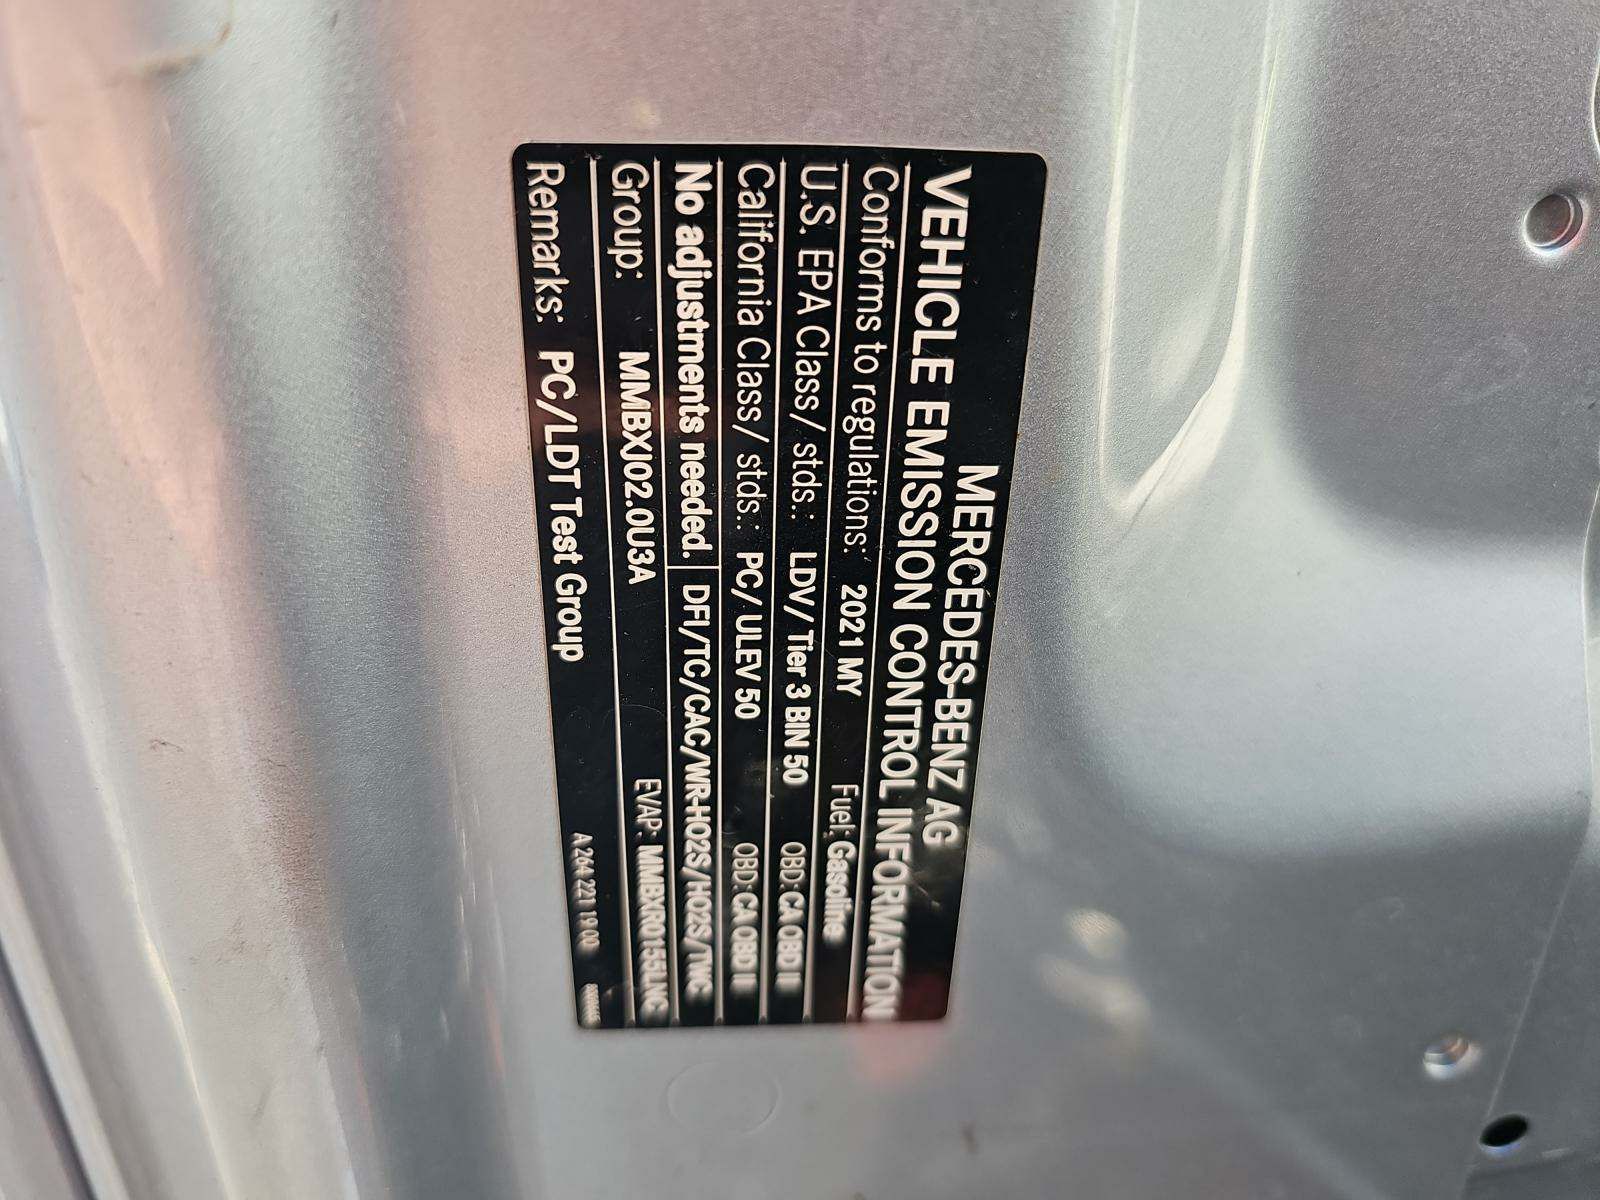 MERCEDES-BENZ AG
VEHICLE EMISSION CONTROL INFORMATION
Conforms to regulations: 2021 MY Fuel: Gasoline
U.S. EPA Class/ stds.: LDV/ Tier 3 BIN 50 OBD: CA OBD II
California Class/ stds.: PC/ ULEV 50 OBD: CA OBD II
No adjustments needed. DFI/TC/CAC/WR-HO2S/HO2S/TWC
Group: MMBXJ02.0U3A EVAP: MMBXR0155LNC
Remarks: PC/LDT Test Group
A 264 221 19 00